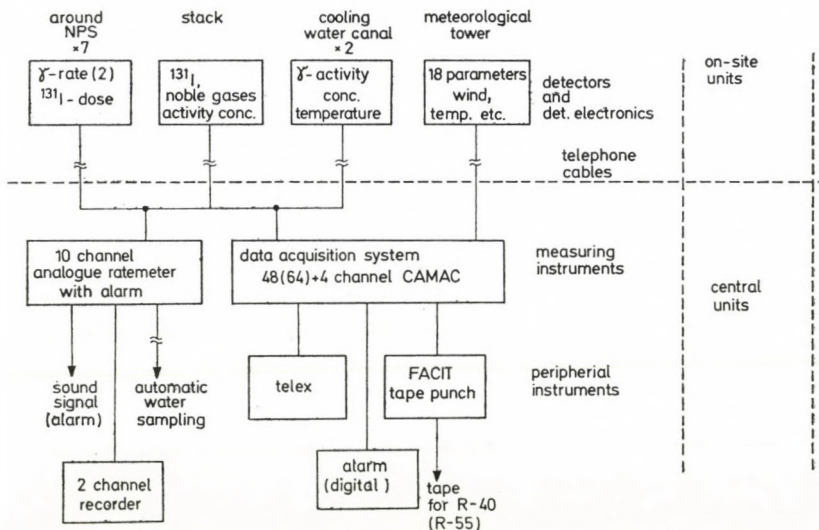 around
NPS
×7
stack
cooling
water canal
×2
meteorological
tower
γ-rate (2)
¹³¹I-dose
¹³¹I,
noble gases
activity conc.
γ-activity
conc.
temperature
18 parameters
wind,
temp. etc.
detectors
and
det. electronics
on-site
units
telephone
cables
10 channel
analogue ratemeter
with alarm
data acquisition system
48(64)+4 channel CAMAC
measuring
instruments
central
units
sound
signal
(alarm)
automatic
water
sampling
telex
FACIT
tape punch
peripherial
instruments
2 channel
recorder
alarm
(digital)
tape
for R-40
(R-55)